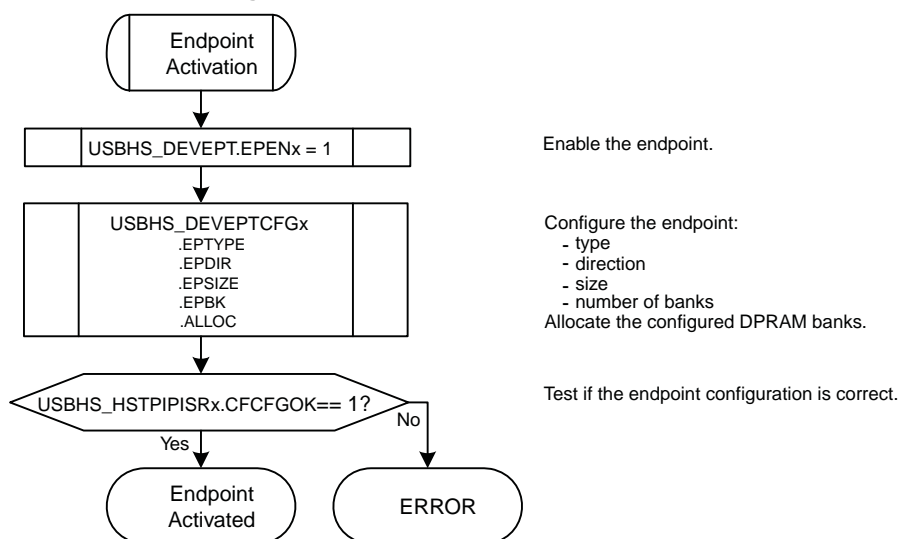 Endpoint
Activation
USBHS_DEVEPT.EPENx = 1
Enable the endpoint.
USBHS_DEVEPTCFGx
.EPTYPE
.EPDIR
.EPSIZE
.EPBK
.ALLOC
Configure the endpoint:
- type
- direction
- size
- number of banks
Allocate the configured DPRAM banks.
USBHS_HSTPIPISRx.CFCFGOK== 1?
Test if the endpoint configuration is correct.
Yes
No
Endpoint
Activated
ERROR